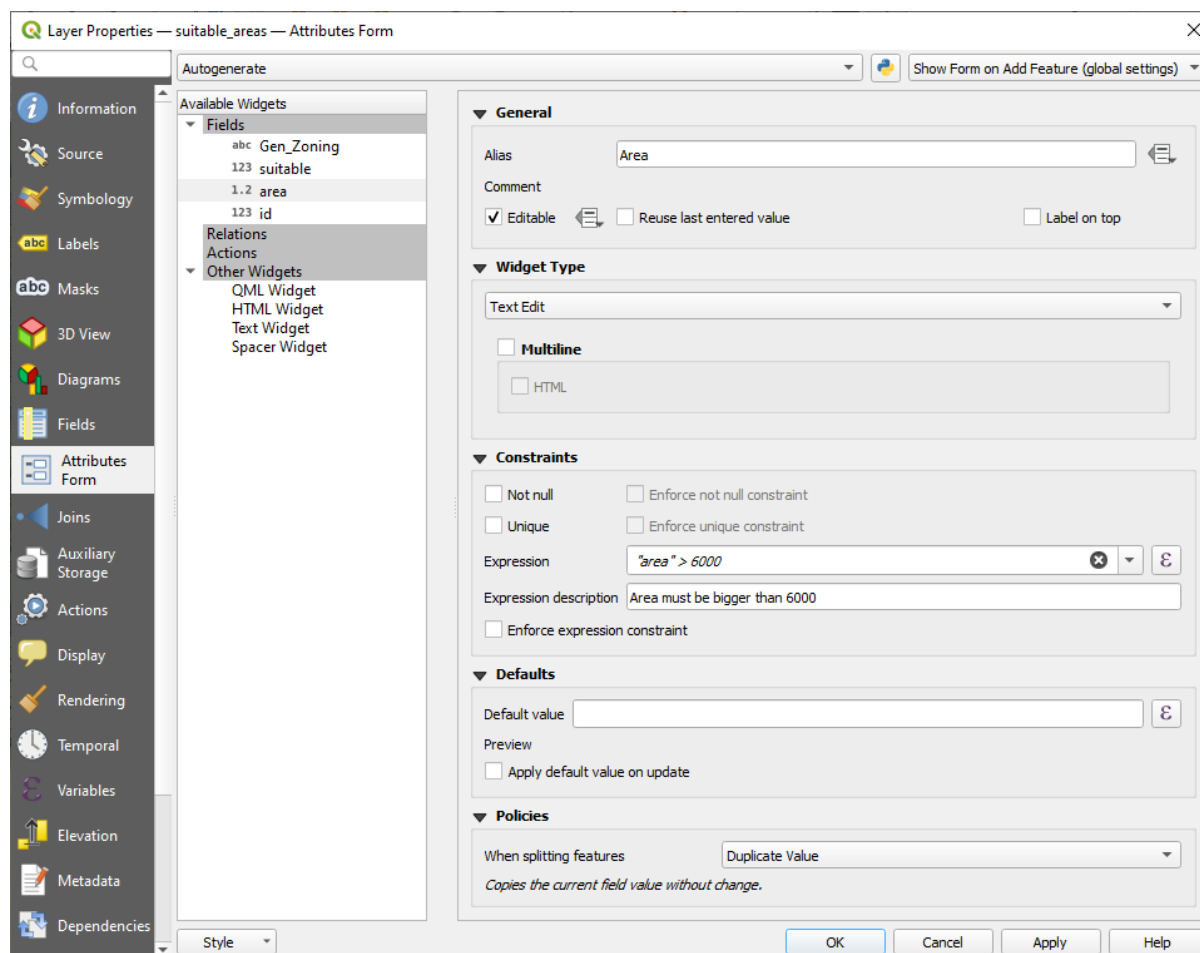 Layer Properties — suitable_areas — Attributes Form
Autogenerate
Show Form on Add Feature (global settings)
Information
Source
Symbology
abc Labels
abc Masks
3D View
Diagrams
Fields
Attributes
Form
Joins
Auxiliary
Storage
Actions
Display
Rendering
Temporal
Variables
Elevation
Metadata
Dependencies
Available Widgets
Fields
abc Gen_Zoning
123 suitable
1.2 area
123 id
Relations
Actions
Other Widgets
QML Widget
HTML Widget
Text Widget
Spacer Widget
General
Alias Area
Comment
Editable Reuse last entered value Label on top
Widget Type
Text Edit
Multiline
HTML
Constraints
Not null Enforce not null constraint
Unique Enforce unique constraint
Expression "area" > 6000 ε
Expression description Area must be bigger than 6000
Enforce expression constraint
Defaults
Default value ε
Preview
Apply default value on update
Policies
When splitting features Duplicate Value
Copies the current field value without change.
Style OK Cancel Apply Help